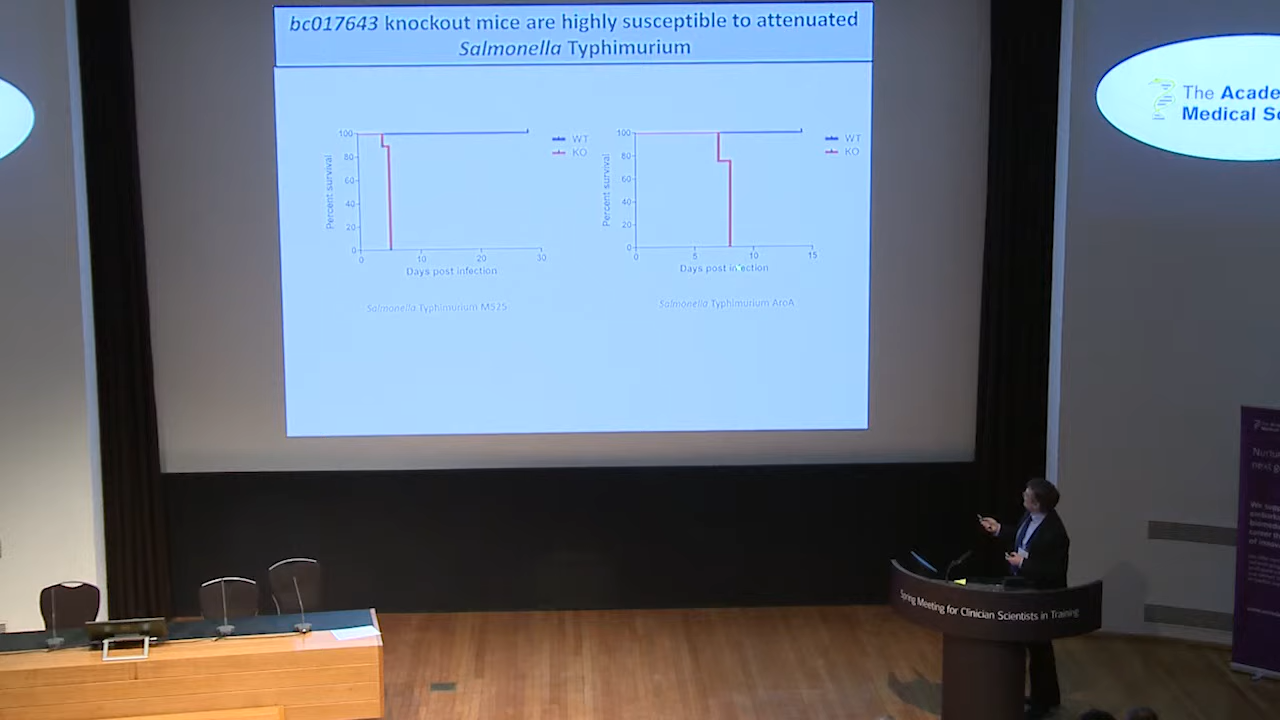 bc017643 knockout mice are highly susceptible to attenuated
Salmonella Typhimurium
100
80
60
40
20
0
Percent survival
0 10 20 30
Days post infection
WT
KO
Salmonella Typhimurium M525
100
80
60
40
20
0
Percent survival
0 5 10 15
Days post infection
WT
KO
Salmonella Typhimurium AroA
The Acade
Medical Sc
Spring Meeting for Clinician Scientists in Training
Nurtu
next g